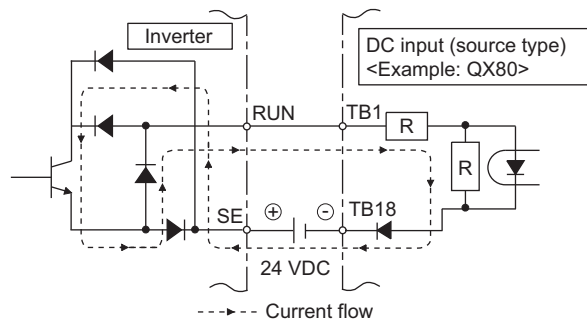 Inverter
DC input (source type)
<Example: QX80>
RUN
TB1
R
R
SE
+
-
TB18
24 VDC
Current flow